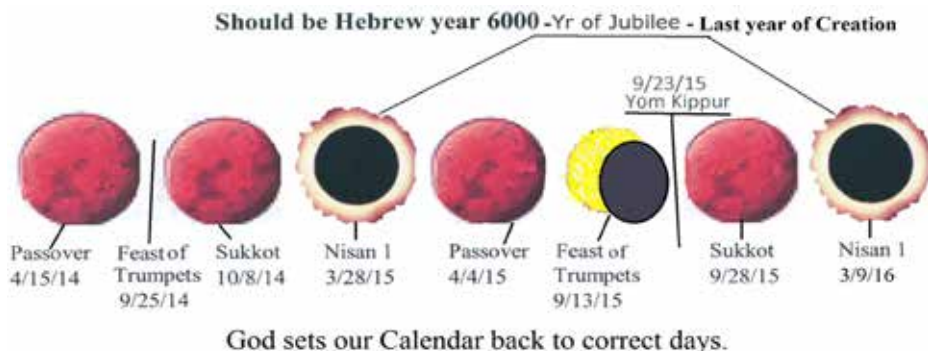 Should be Hebrew year 6000 -Yr of Jubilee - Last year of Creation
9/23/15
Yom Kippur
Passover
4/15/14
Feast of
Trumpets
9/25/14
Sukkot
10/8/14
Nisan 1
3/28/15
Passover
4/4/15
Feast of
Trumpets
9/13/15
Sukkot
9/28/15
Nisan 1
3/9/16
God sets our Calendar back to correct days.